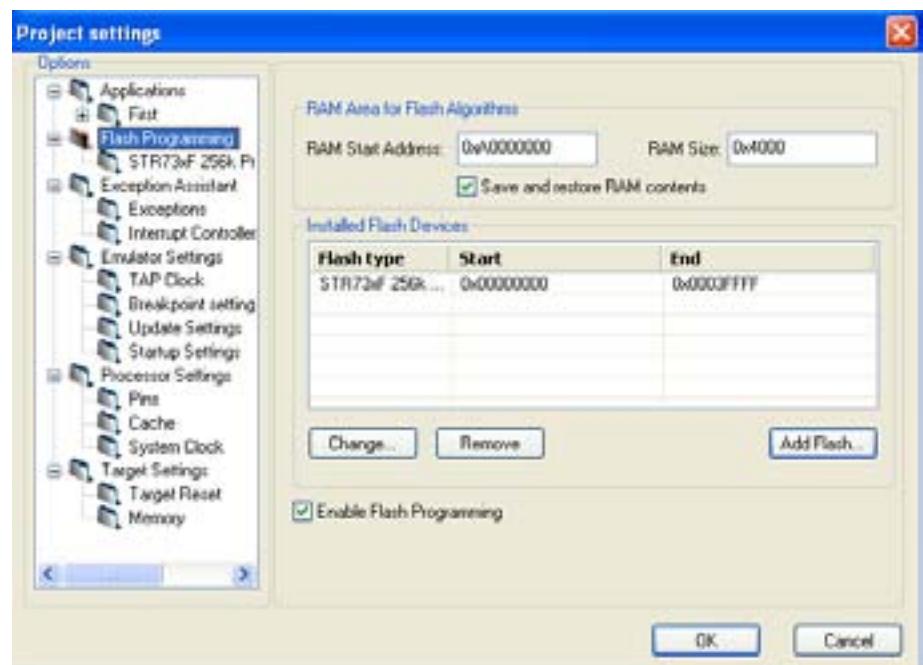 Project settings
Options
Applications
First
Flash Programming
STR73xF 256k Pr
Exception Assistant
Exceptions
Interrupt Controller
Emulator Settings
TAP Clock
Breakpoint setting
Update Settings
Startup Settings
Processor Settings
Pins
Cache
System Clock
Target Settings
Target Reset
Memory
RAM Area for Flash Algorithms
RAM Start Address:
RAM Size: 0x4000
Save and restore RAM contents
Installed Flash Devices
Flash type Start End
STR73xF 256k ... 0x00000000 0x0003FFFF
Change... Remove Add Flash...
Enable Flash Programming
OK Cancel